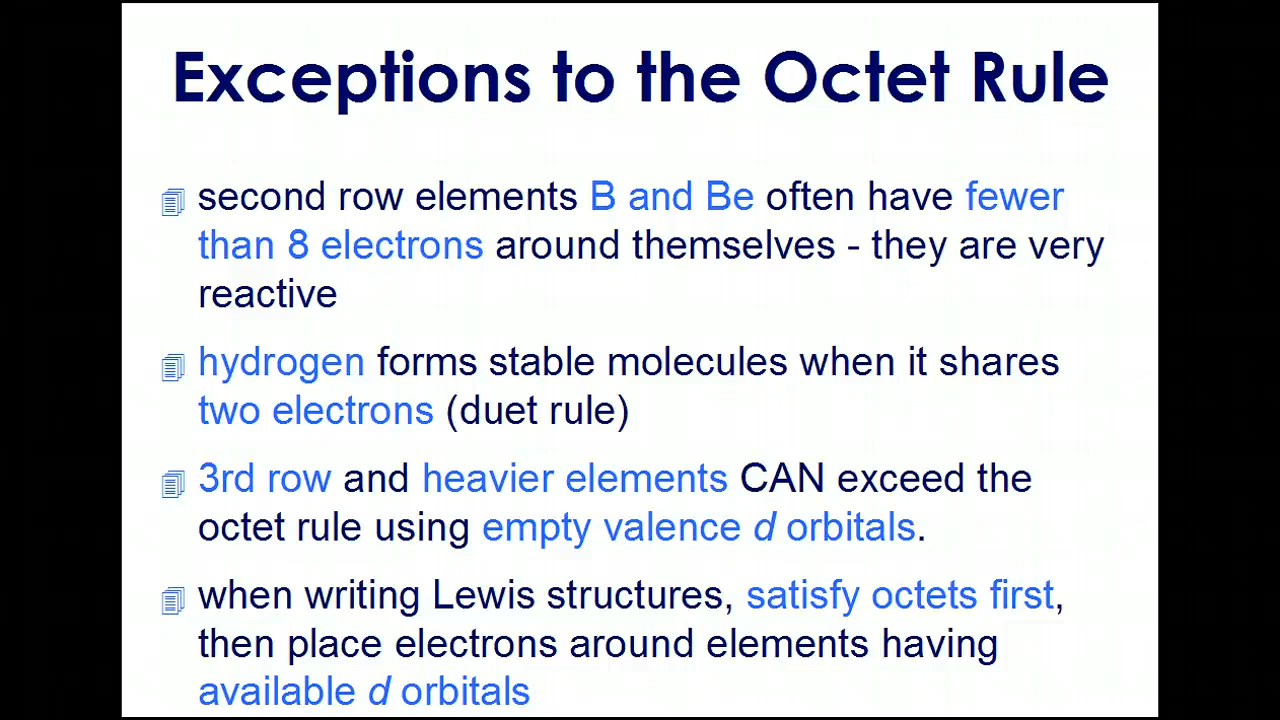 Exceptions to the Octet Rule
second row elements B and Be often have fewer
than 8 electrons around themselves - they are very
reactive
hydrogen forms stable molecules when it shares
two electrons (duet rule)
3rd row and heavier elements CAN exceed the
octet rule using empty valence d orbitals.
when writing Lewis structures, satisfy octets first,
then place electrons around elements having
available d orbitals